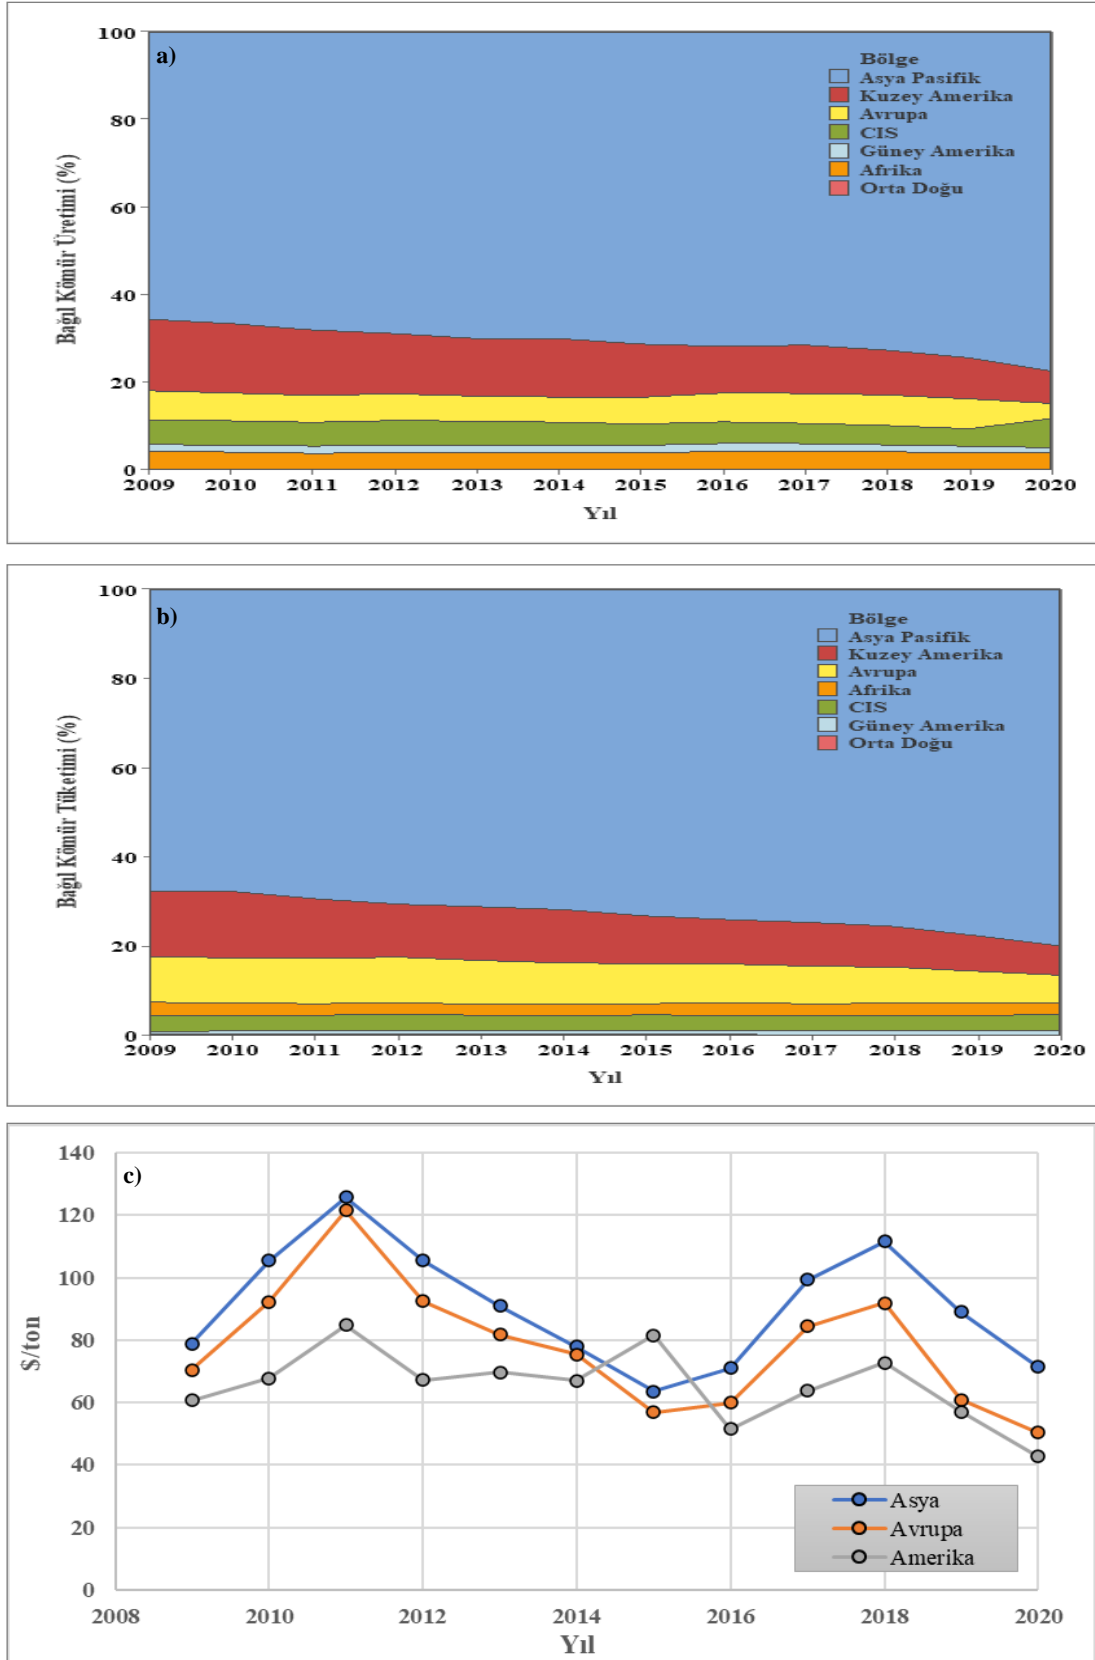 a)
Bağıl Kömür Üretimi (%)
100
80
60
40
20
0
Bölge
Asya Pasifik
Kuzey Amerika
Avrupa
CIS
Güney Amerika
Afrika
Orta Doğu
2009 2010 2011 2012 2013 2014 2015 2016 2017 2018 2019 2020
Yıl
b)
Bağıl Kömür Tüketimi (%)
100
80
60
40
20
0
Bölge
Asya Pasifik
Kuzey Amerika
Avrupa
Afrika
CIS
Güney Amerika
Orta Doğu
2009 2010 2011 2012 2013 2014 2015 2016 2017 2018 2019 2020
Yıl
c)
$/ton
140
120
100
80
60
40
20
0
Asya
Avrupa
Amerika
2008 2010 2012 2014 2016 2018 2020
Yıl